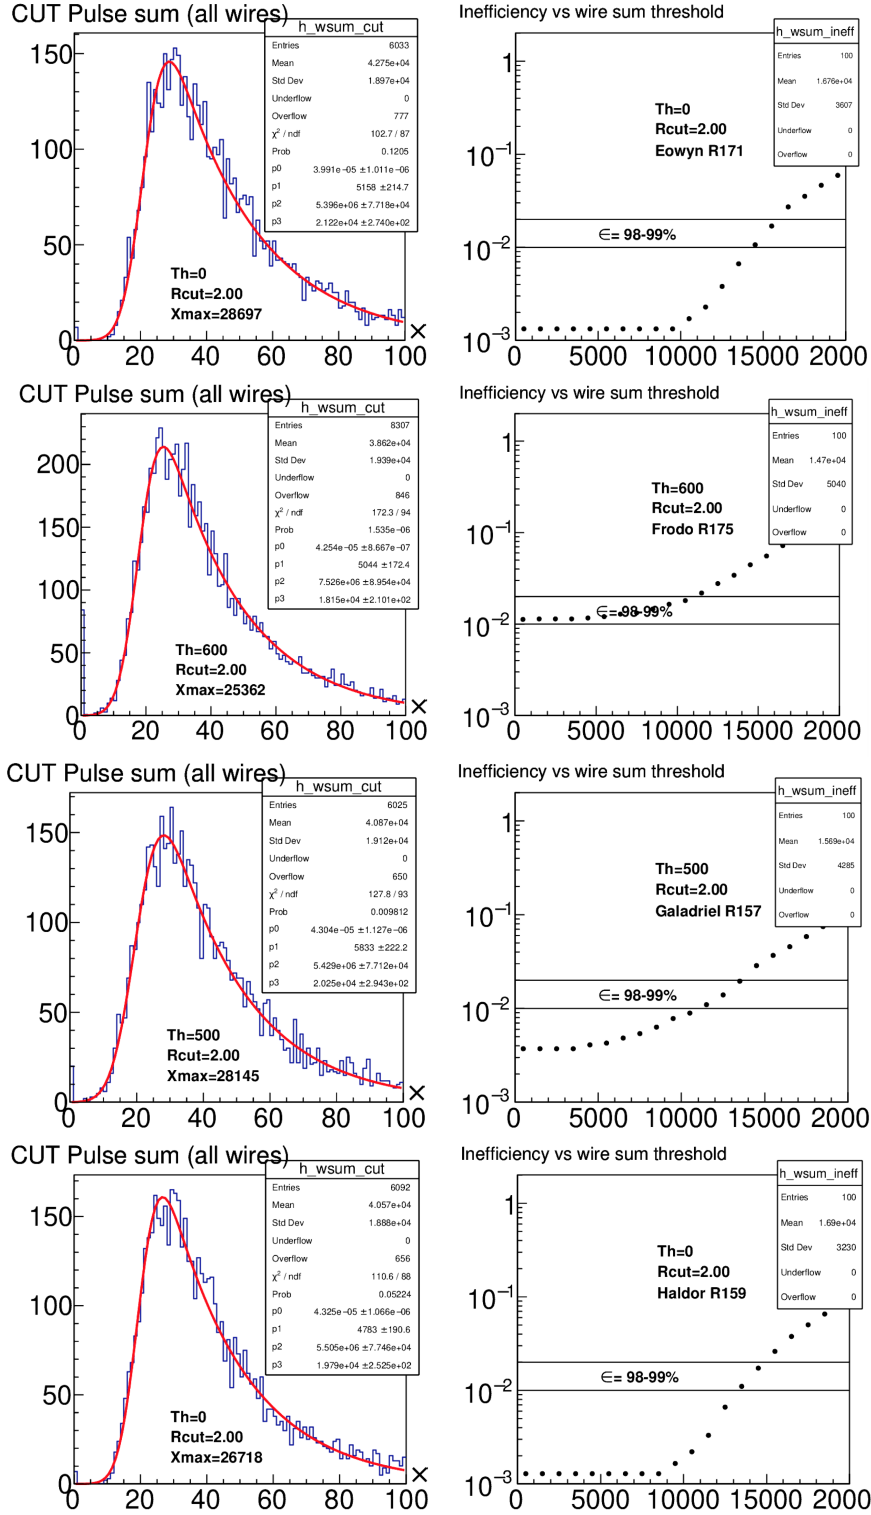 CUT Pulse sum (all wires)
h_wsum_cut
Entries 6033
Mean 4.275e+04
Std Dev 1.897e+04
Underflow 0
Overflow 777
χ² / ndf 102.7 / 87
Prob 0.1205
p0 3.991e−05 ±1.011e−06
p1 5158 ±214.7
p2 5.396e+06 ±7.718e+04
p3 2.122e+04 ±2.740e+02
150
100
50
0
Th=0
Rcut=2.00
Xmax=28697
0 20 40 60 80 100
×
Inefficiency vs wire sum threshold
h_wsum_ineff
Entries 100
Mean 1.676e+04
Std Dev 3607
Underflow 0
Overflow 0
1
10−1
10−2
10−3
Th=0
Rcut=2.00
Eowyn R171
∈= 98-99%
0 5000 10000 15000 2000
CUT Pulse sum (all wires)
h_wsum_cut
Entries 8307
Mean 3.862e+04
Std Dev 1.939e+04
Underflow 0
Overflow 846
χ² / ndf 172.3 / 94
Prob 1.535e−06
p0 4.254e−05 ±8.667e−07
p1 5044 ±172.4
p2 7.526e+06 ±8.954e+04
p3 1.815e+04 ±2.101e+02
200
150
100
50
0
Th=600
Rcut=2.00
Xmax=25362
0 20 40 60 80 100
×
Inefficiency vs wire sum threshold
h_wsum_ineff
Entries 100
Mean 1.47e+04
Std Dev 5040
Underflow 0
Overflow 0
1
10−1
10−2
10−3
Th=600
Rcut=2.00
Frodo R175
∈= 98-99%
0 5000 10000 15000 2000
CUT Pulse sum (all wires)
h_wsum_cut
Entries 6025
Mean 4.087e+04
Std Dev 1.912e+04
Underflow 0
Overflow 650
χ² / ndf 127.8 / 93
Prob 0.009812
p0 4.304e−05 ±1.127e−06
p1 5833 ±222.2
p2 5.429e+06 ±7.712e+04
p3 2.025e+04 ±2.943e+02
150
100
50
0
Th=500
Rcut=2.00
Xmax=28145
0 20 40 60 80 100
×
Inefficiency vs wire sum threshold
h_wsum_ineff
Entries 100
Mean 1.569e+04
Std Dev 4285
Underflow 0
Overflow 0
1
10−1
10−2
10−3
Th=500
Rcut=2.00
Galadriel R157
∈= 98-99%
0 5000 10000 15000 2000
CUT Pulse sum (all wires)
h_wsum_cut
Entries 6092
Mean 4.057e+04
Std Dev 1.888e+04
Underflow 0
Overflow 656
χ² / ndf 110.6 / 88
Prob 0.05224
p0 4.325e−05 ±1.066e−06
p1 4783 ±190.6
p2 5.505e+06 ±7.746e+04
p3 1.979e+04 ±2.525e+02
150
100
50
0
Th=0
Rcut=2.00
Xmax=26718
0 20 40 60 80 100
×
Inefficiency vs wire sum threshold
h_wsum_ineff
Entries 100
Mean 1.69e+04
Std Dev 3230
Underflow 0
Overflow 0
1
10−1
10−2
10−3
Th=0
Rcut=2.00
Haldor R159
∈= 98-99%
0 5000 10000 15000 2000